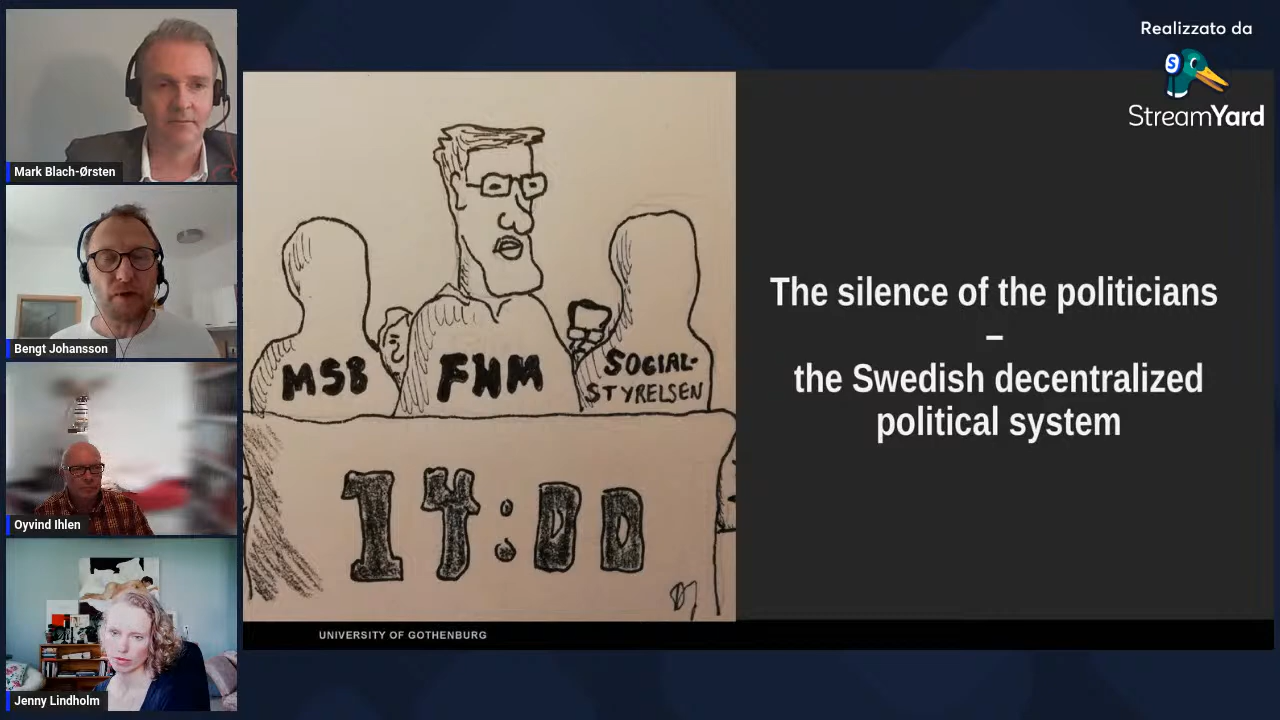 Realizzato da
StreamYard
Mark Blach-Ørsten
Bengt Johansson
Oyvind Ihlen
Jenny Lindholm
MSB
FHM
SOCIAL-
STYRELSEN
14:00
UNIVERSITY OF GOTHENBURG
The silence of the politicians
–
the Swedish decentralized
political system